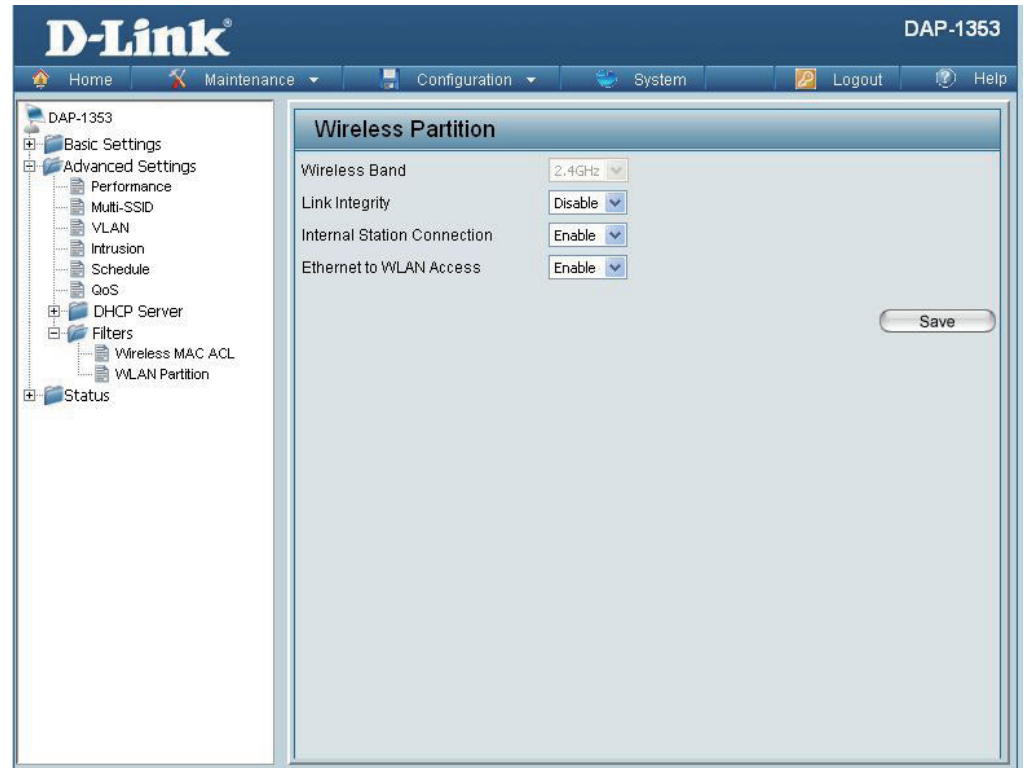 D-Link®
DAP-1353
Home Maintenance Configuration System Logout Help
DAP-1353
Basic Settings
Advanced Settings
Performance
Multi-SSID
VLAN
Intrusion
Schedule
QoS
DHCP Server
Filters
Wireless MAC ACL
WLAN Partition
Status
Wireless Partition
Wireless Band 2.4GHz
Link Integrity Disable
Internal Station Connection Enable
Ethernet to WLAN Access Enable
Save